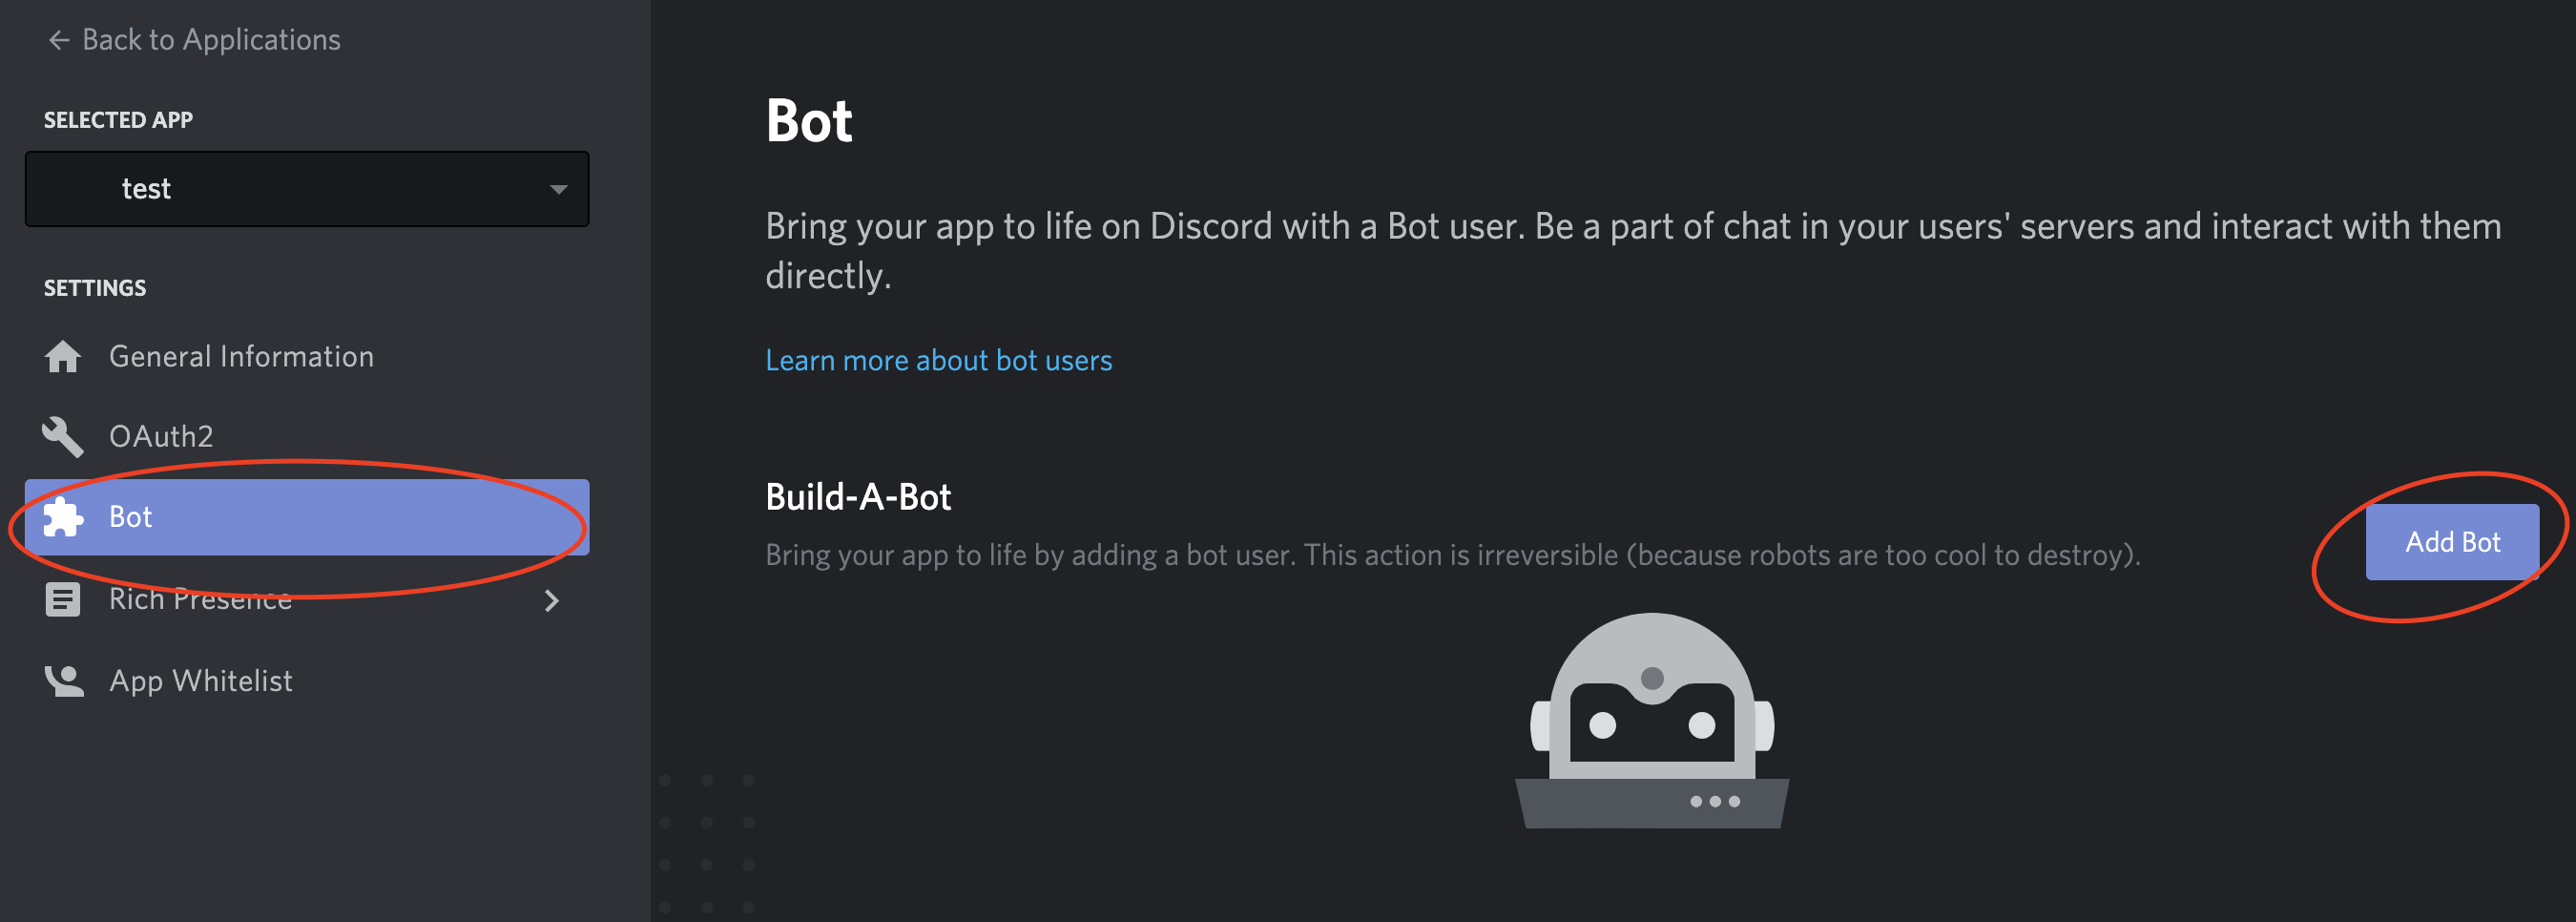 Back to Applications
SELECTED APP
test
SETTINGS
General Information
OAuth2
Bot
Rich Presence
App Whitelist
Bot
Bring your app to life on Discord with a Bot user. Be a part of chat in your users' servers and interact with them
directly.
Learn more about bot users
Build-A-Bot
Bring your app to life by adding a bot user. This action is irreversible (because robots are too cool to destroy).
Add Bot